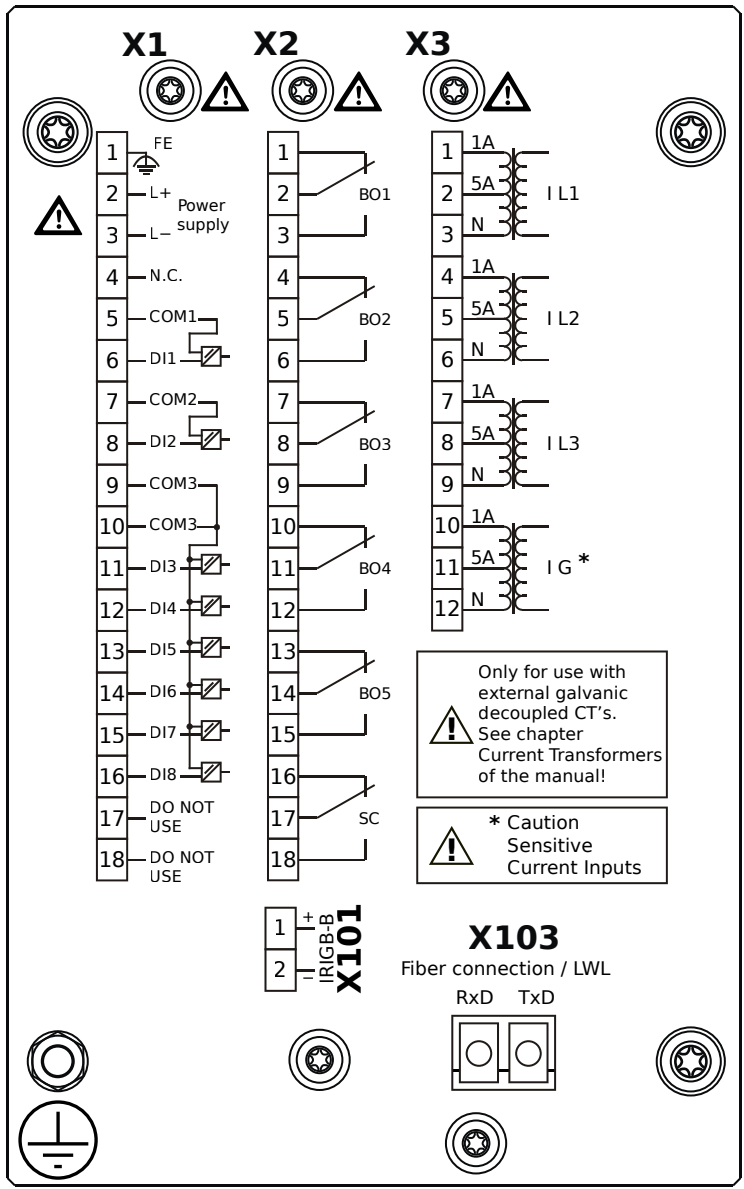 X1
X2
X3
1 FE
2 L+
Power
supply
3 L−
4 N.C.
5 COM1
6 DI1
7 COM2
8 DI2
9 COM3
10 COM3
11 DI3
12 DI4
13 DI5
14 DI6
15 DI7
16 DI8
17 DO NOT
USE
18 DO NOT
USE
1
2 BO1
3
4
5 BO2
6
7
8 BO3
9
10
11 BO4
12
13
14 BO5
15
16
17 SC
18
1 1A
2 5A I L1
3 N
4 1A
5 5A I L2
6 N
7 1A
8 5A I L3
9 N
10 1A
11 5A I G *
12 N
Only for use with
external galvanic
decoupled CT’s.
See chapter
Current Transformers
of the manual!
* Caution
Sensitive
Current Inputs
1 +
2 −
IRIGB-B
X101
X103
Fiber connection / LWL
RxD TxD